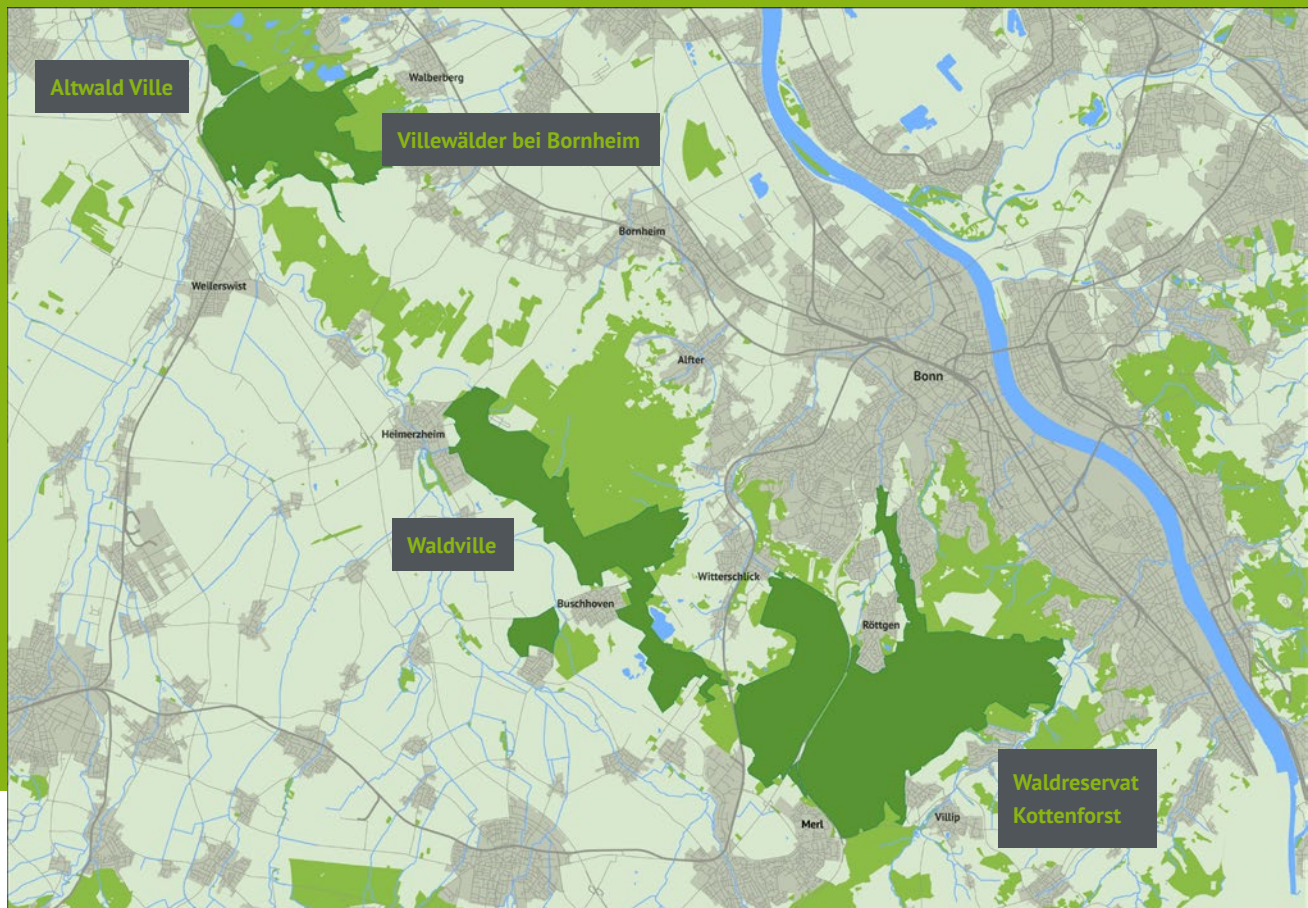 Altwald Ville
Walberberg
Villewälder bei Bornheim
Bornheim
Weilerswist
Alfter
Bonn
Heimerzheim
Waldville
Witterschlick
Buschhoven
Röttgen
Waldreservat
Kottenforst
Merl
Villip